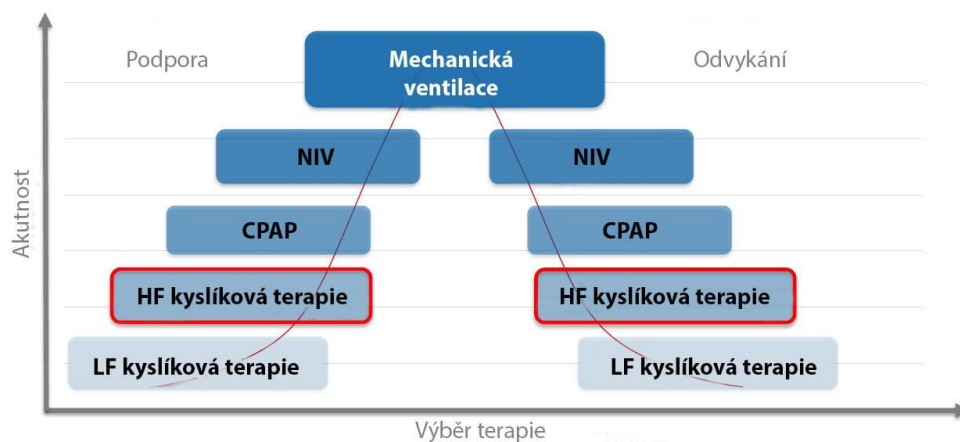 Podpora
Mechanická
ventilace
Odvykání
NIV
NIV
CPAP
CPAP
HF kyslíková terapie
HF kyslíková terapie
LF kyslíková terapie
LF kyslíková terapie
Akutnost
Výběr terapie